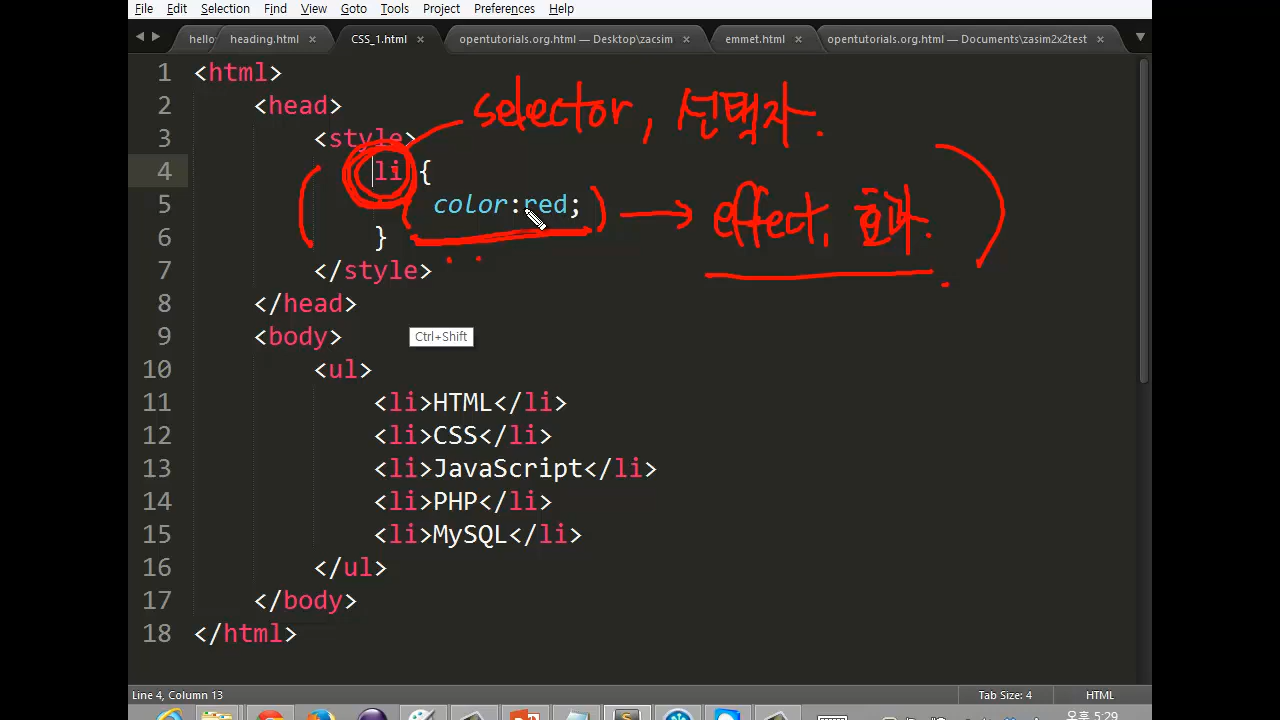 File Edit Selection Find View Goto Tools Project Preferences Help
hello heading.html × CSS_1.html × opentutorials.org.html — Desktop\zacsim × emmet.html × opentutorials.org.html — Documents\zasim2x2test ×
1 <html>
2 <head>
selector, 선택자.
3 <style>
4 li {
5 color:red; → effect, 효과.
6 }
7 </style>
8 </head>
9 <body>
Ctrl+Shift
10 <ul>
11 <li>HTML</li>
12 <li>CSS</li>
13 <li>JavaScript</li>
14 <li>PHP</li>
15 <li>MySQL</li>
16 </ul>
17 </body>
18 </html>
Line 4, Column 13 Tab Size: 4 HTML
오후 5:29